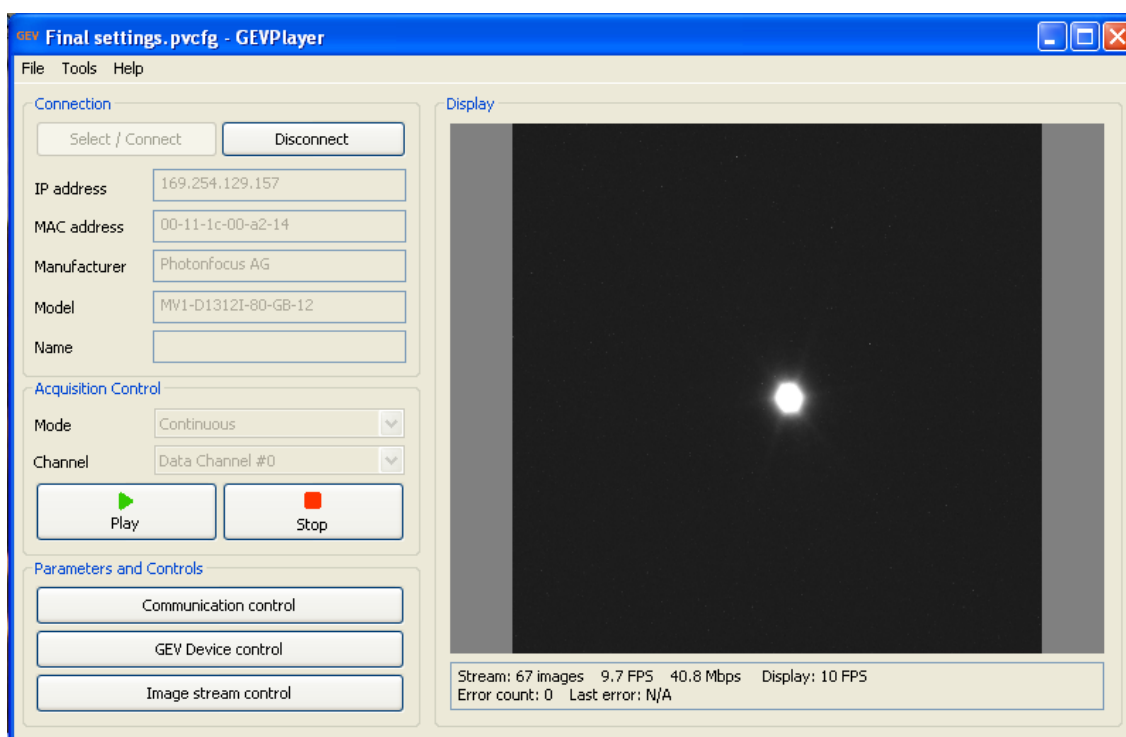 GEV Final settings.pvcfg - GEVPlayer
File Tools Help
Connection
Select / Connect Disconnect
IP address 169.254.129.157
MAC address 00-11-1c-00-a2-14
Manufacturer Photonfocus AG
Model MV1-D1312I-80-GB-12
Name
Acquisition Control
Mode Continuous
Channel Data Channel #0
Play Stop
Parameters and Controls
Communication control
GEV Device control
Image stream control
Display
Stream: 67 images 9.7 FPS 40.8 Mbps Display: 10 FPS
Error count: 0 Last error: N/A